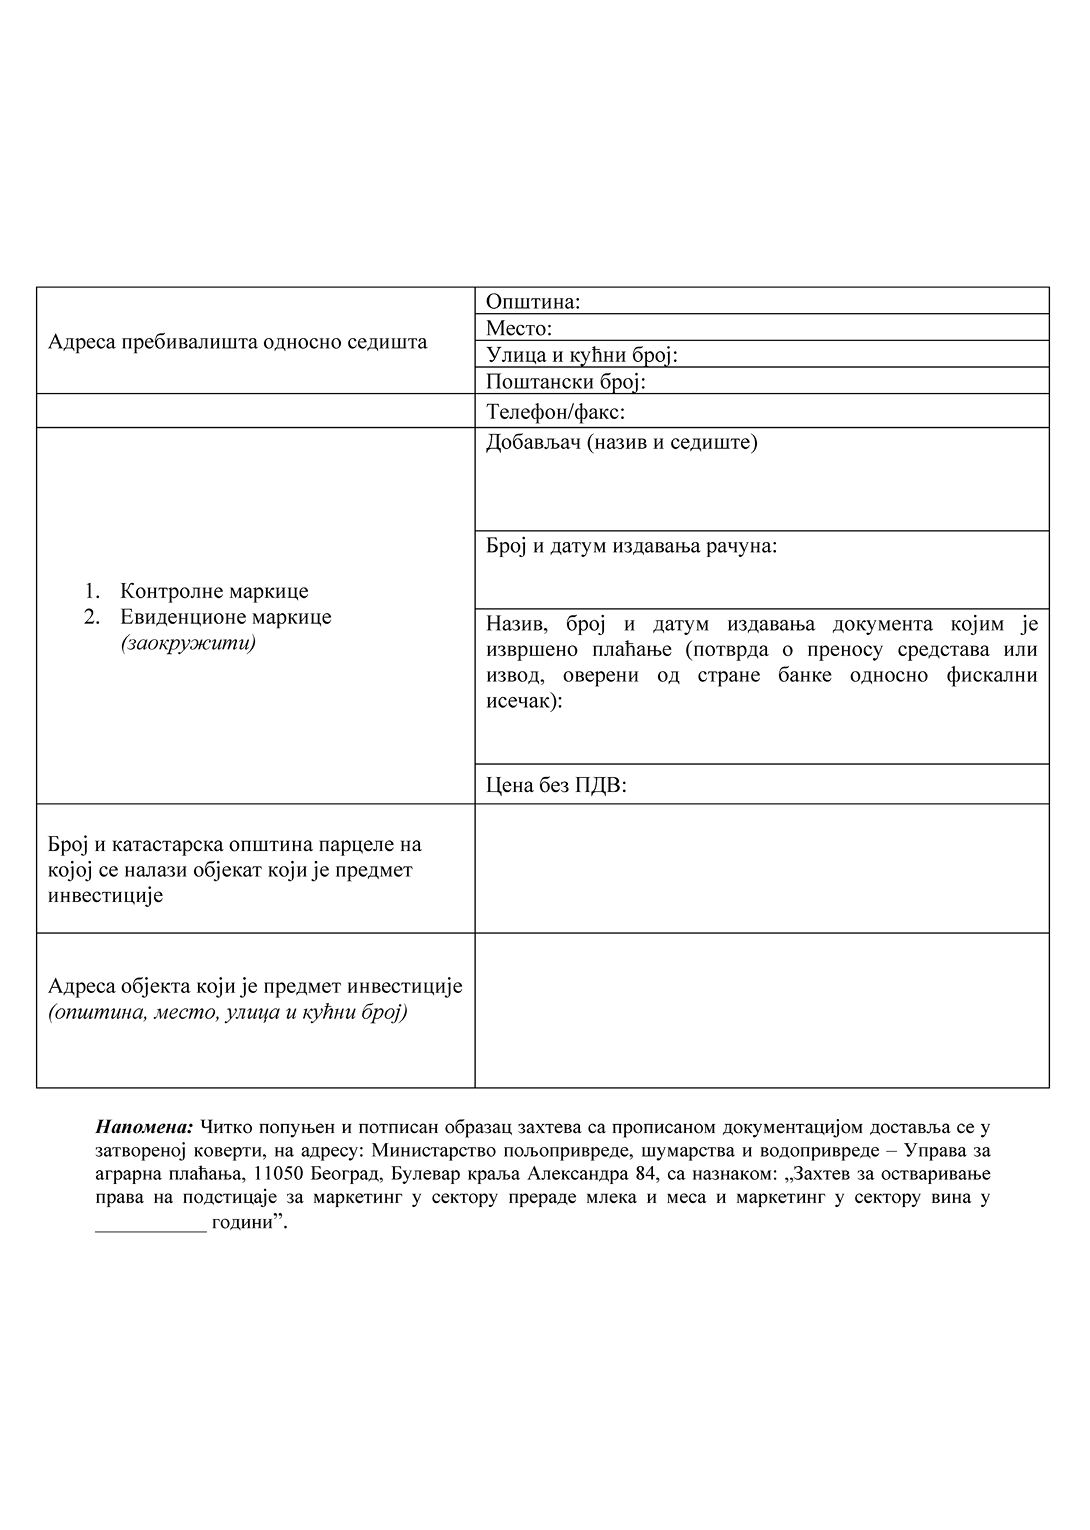 Адреса пребивалишта односно седишта
Општина:
Место:
Улица и кућни број:
Поштански број:
Телефон/факс:
1. Контролне маркице
2. Евиденционе маркице
(заокружити)
Добављач (назив и седиште)
Број и датум издавања рачуна:
Назив, број и датум издавања документа којим је
извршено плаћање (потврда о преносу средстава или
извод, оверени од стране банке односно фискални
исечак):
Цена без ПДВ:
Број и катастарска општина парцеле на
којој се налази објекат који је предмет
инвестиције
Адреса објекта који је предмет инвестиције
(општина, место, улица и кућни број)
Напомена: Читко попуњен и потписан образац захтева са прописаном документацијом доставља се у
затвореној коверти, на адресу: Министарство пољопривреде, шумарства и водопривреде – Управа за
аграрна плаћања, 11050 Београд, Булевар краља Александра 84, са назнаком: „Захтев за остваривање
права на подстицаје за маркетинг у сектору прераде млека и меса и маркетинг у сектору вина у
___________ години”.